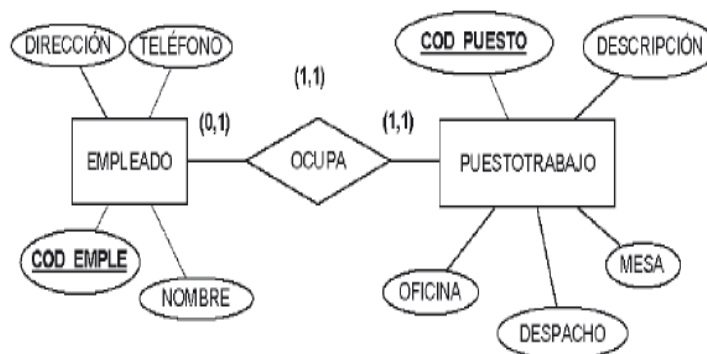 DIRECCIÓN
TELÉFONO
COD PUESTO
DESCRIPCIÓN
(1,1)
(0,1)
(1,1)
EMPLEADO
OCUPA
PUESTOTRABAJO
COD EMPLE
NOMBRE
OFICINA
MESA
DESPACHO